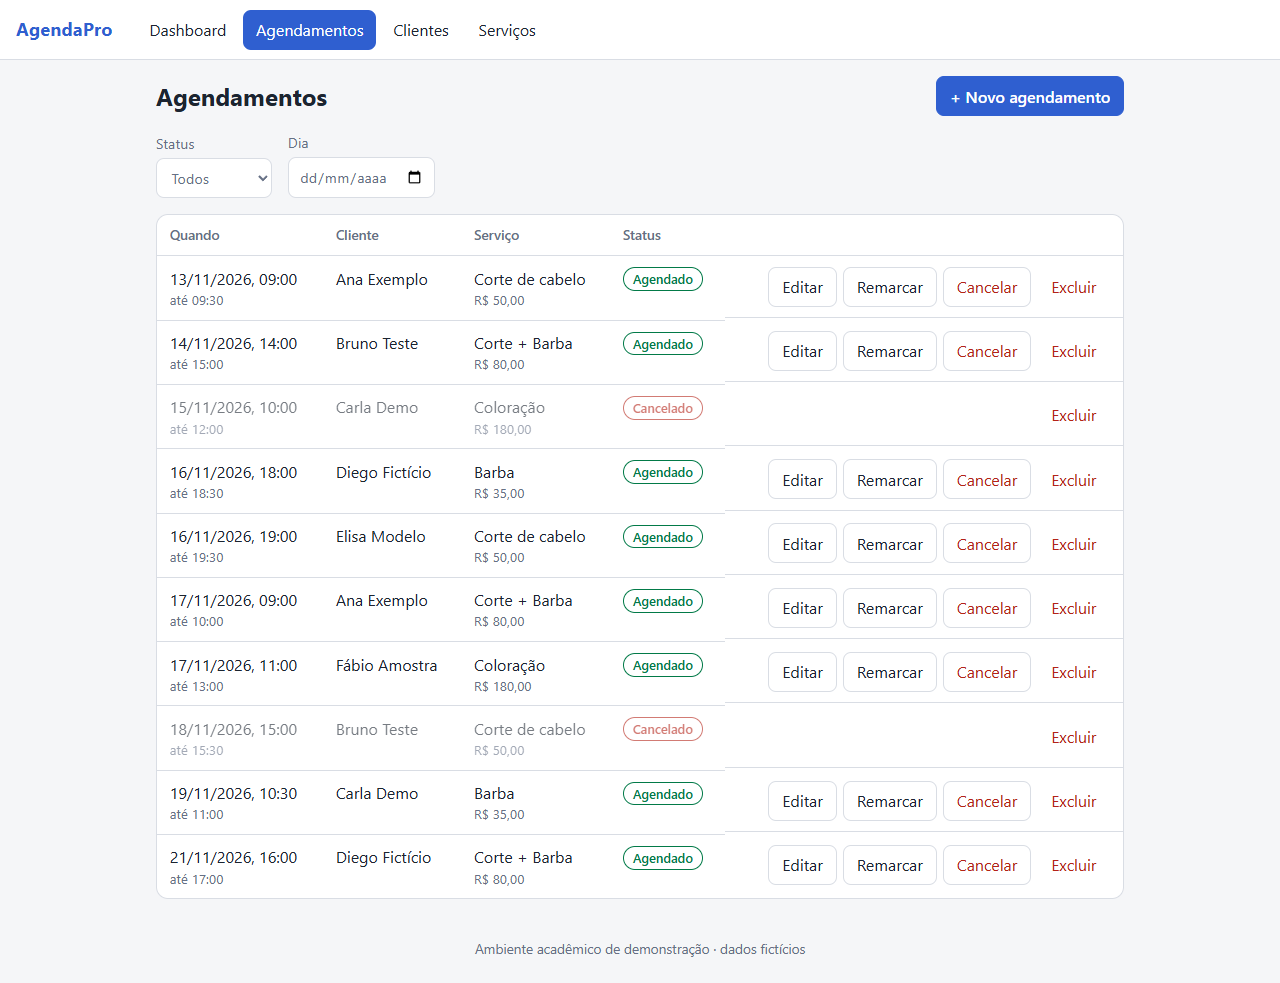 AgendaPro Dashboard Agendamentos Clientes Serviços
Agendamentos + Novo agendamento
Status Dia
Todos dd/mm/aaaa
Quando Cliente Serviço Status
13/11/2026, 09:00 Ana Exemplo Corte de cabelo Agendado Editar Remarcar Cancelar Excluir
até 09:30 R$ 50,00
14/11/2026, 14:00 Bruno Teste Corte + Barba Agendado Editar Remarcar Cancelar Excluir
até 15:00 R$ 80,00
15/11/2026, 10:00 Carla Demo Coloração Cancelado Excluir
até 12:00 R$ 180,00
16/11/2026, 18:00 Diego Fictício Barba Agendado Editar Remarcar Cancelar Excluir
até 18:30 R$ 35,00
16/11/2026, 19:00 Elisa Modelo Corte de cabelo Agendado Editar Remarcar Cancelar Excluir
até 19:30 R$ 50,00
17/11/2026, 09:00 Ana Exemplo Corte + Barba Agendado Editar Remarcar Cancelar Excluir
até 10:00 R$ 80,00
17/11/2026, 11:00 Fábio Amostra Coloração Agendado Editar Remarcar Cancelar Excluir
até 13:00 R$ 180,00
18/11/2026, 15:00 Bruno Teste Corte de cabelo Cancelado Excluir
até 15:30 R$ 50,00
19/11/2026, 10:30 Carla Demo Barba Agendado Editar Remarcar Cancelar Excluir
até 11:00 R$ 35,00
21/11/2026, 16:00 Diego Fictício Corte + Barba Agendado Editar Remarcar Cancelar Excluir
até 17:00 R$ 80,00
Ambiente acadêmico de demonstração · dados fictícios